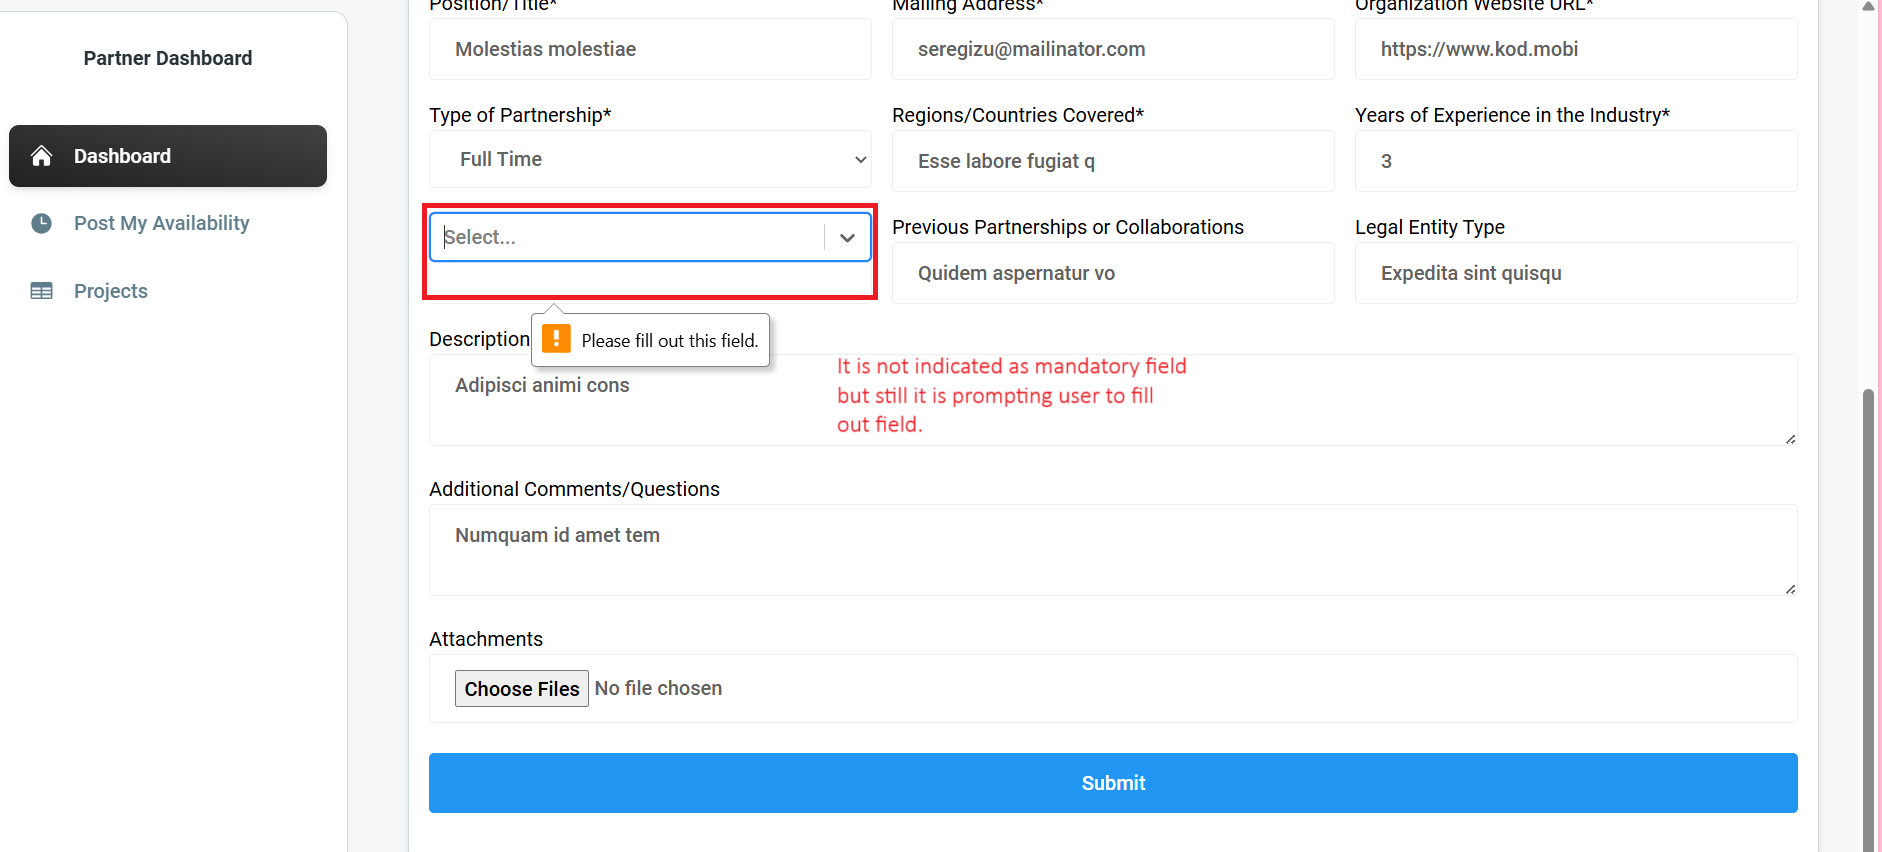 Partner Dashboard
Dashboard
Post My Availability
Projects
Position/Title*
Mailing Address*
Organization Website URL*
Molestias molestiae
seregizu@mailinator.com
https://www.kod.mobi
Type of Partnership*
Regions/Countries Covered*
Years of Experience in the Industry*
Full Time
Esse labore fugiat q
3
Select...
Previous Partnerships or Collaborations
Legal Entity Type
Quidem aspernatur vo
Expedita sint quisqu
Please fill out this field.
Description
Adipisci animi cons
It is not indicated as mandatory field
but still it is prompting user to fill
out field.
Additional Comments/Questions
Numquam id amet tem
Attachments
Choose Files No file chosen
Submit